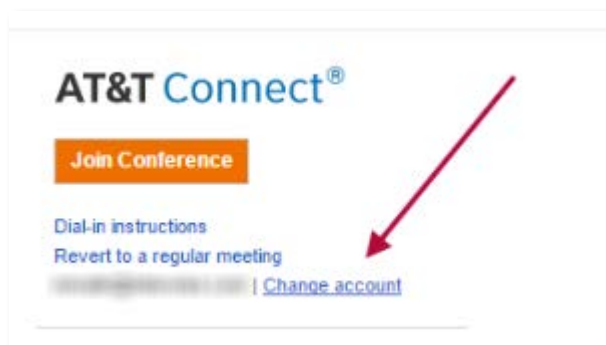 AT&T Connect®
Join Conference
Dial-in instructions
Revert to a regular meeting
| Change account